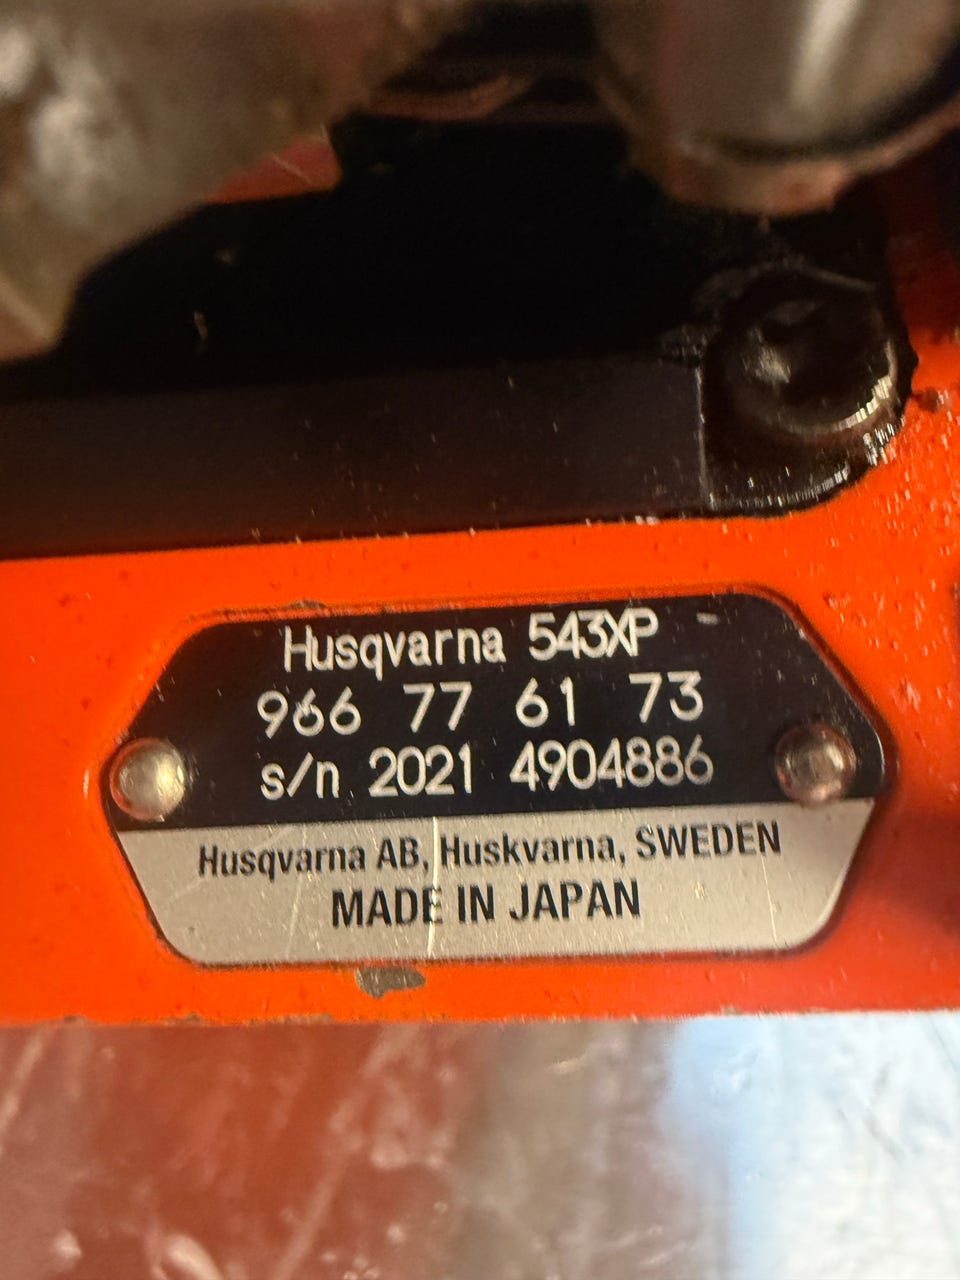 Husqvarna 543XP
966 77 61 73
s/n 2021 4904886
Husqvarna AB, Huskvarna, SWEDEN
MADE IN JAPAN